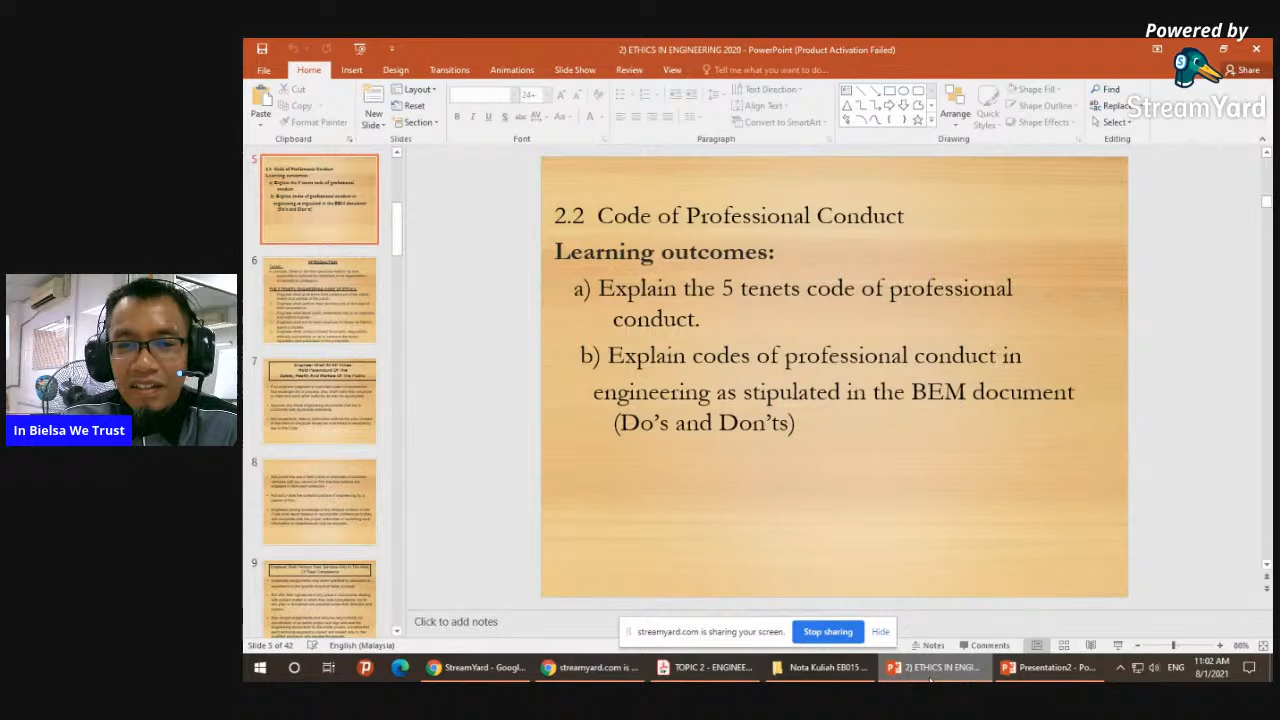 Powered by
StreamYard
2) ETHICS IN ENGINEERING 2020 - PowerPoint (Product Activation Failed)
File Home Insert Design Transitions Animations Slide Show Review View Tell me what you want to do... Share
Cut
Copy
Format Painter
Paste
Clipboard
New Slide
Layout
Reset
Section
Slides
24+
Font
Text Direction
Align Text
Convert to SmartArt
Paragraph
Arrange
Quick Styles
Shape Fill
Shape Outline
Shape Effects
Drawing
Find
Replace
Select
Editing
5
6
7
8
9
2.2 Code of Professional Conduct
Learning outcomes:
a) Explain the 5 tenets code of professional
conduct.
b) Explain codes of professional conduct in
engineering as stipulated in the BEM document
(Do's and Don'ts)
In Bielsa We Trust
Click to add notes
streamyard.com is sharing your screen.
Stop sharing
Hide
Slide 5 of 42 English (Malaysia) Notes Comments 86%
StreamYard - Googl...
streamyard.com is ...
TOPIC 2 - ENGINEE...
Nota Kuliah EB015 ...
2) ETHICS IN ENGI...
Presentation2 - Po...
ENG
11:02 AM
8/1/2021